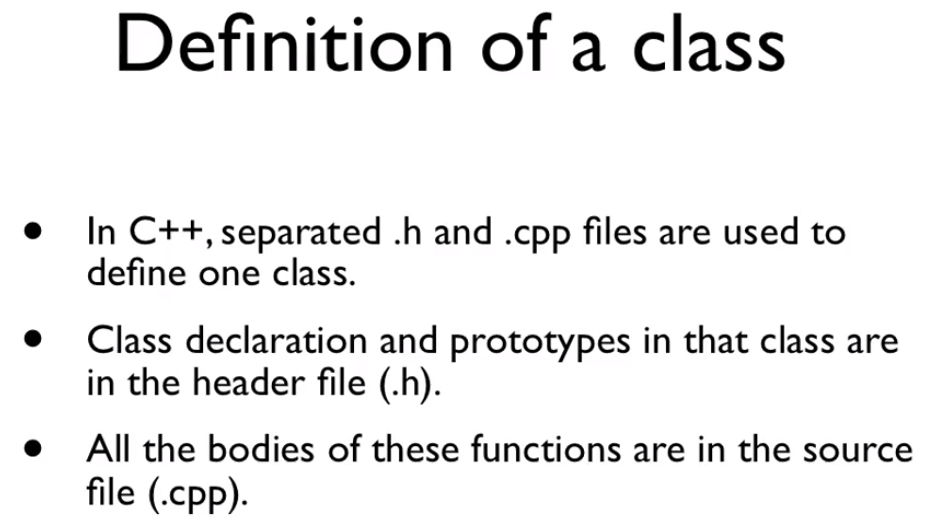 Definition of a class
• In C++, separated .h and .cpp files are used to
define one class.
• Class declaration and prototypes in that class are
in the header file (.h).
• All the bodies of these functions are in the source
file (.cpp).